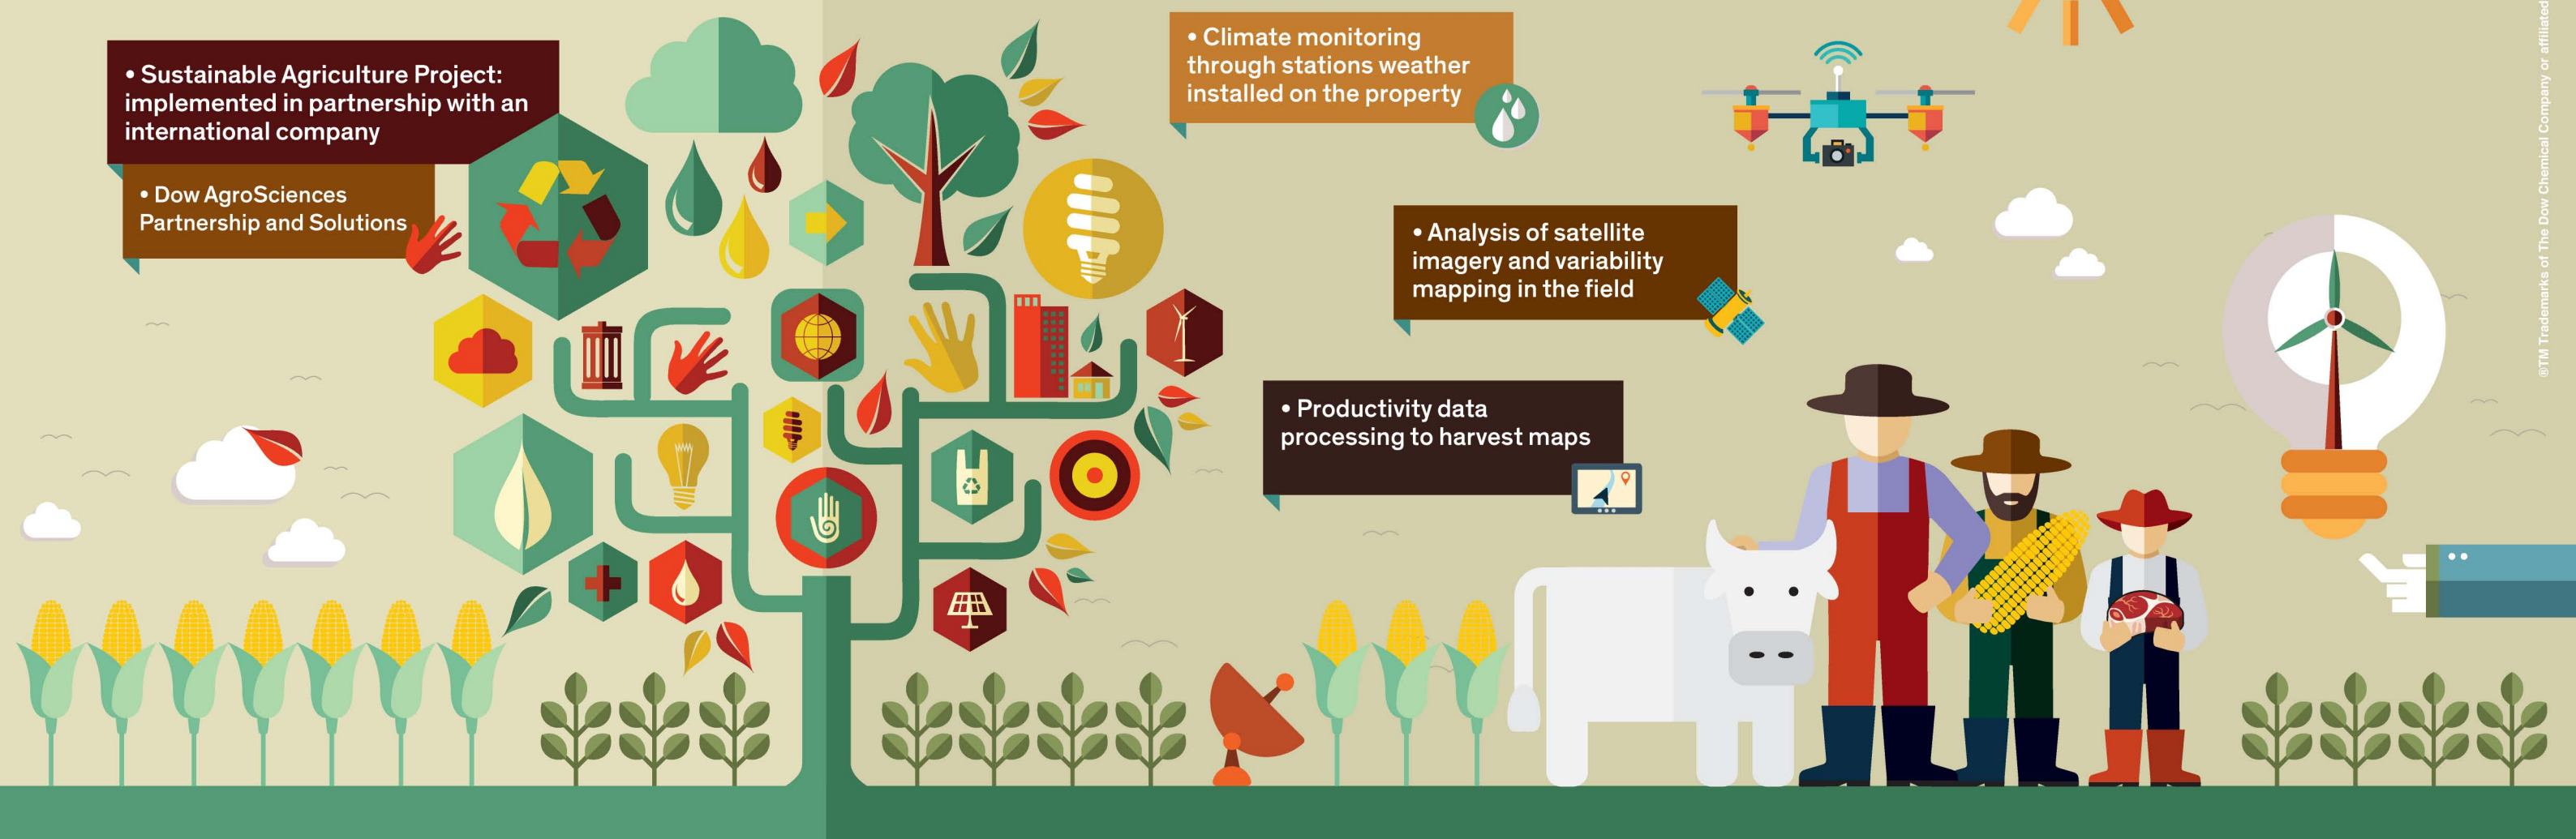 • Sustainable Agriculture Project:
implemented in partnership with an
international company
• Dow AgroSciences
Partnership and Solutions
• Climate monitoring
through stations weather
installed on the property
• Analysis of satellite
imagery and variability
mapping in the field
• Productivity data
processing to harvest maps
®TM Trademarks of The Dow Chemical Company or affiliated